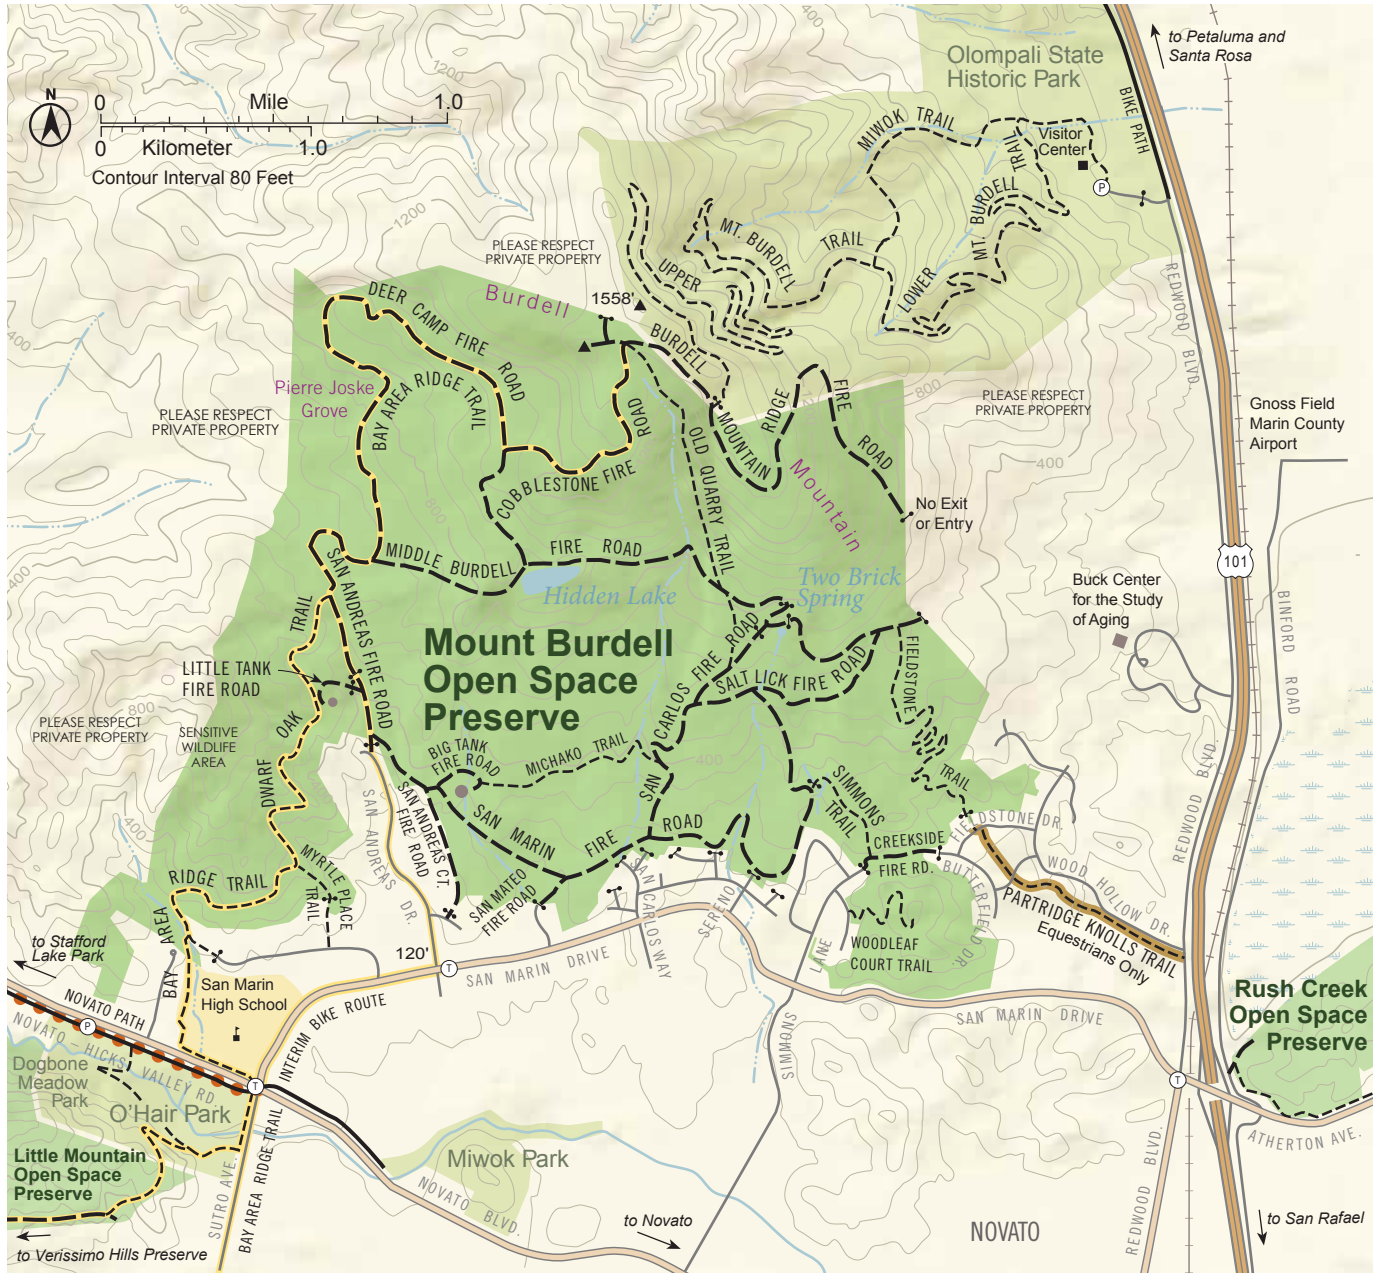 to Petaluma and
Santa Rosa
Olompali State
Historic Park
400
1200
N
0 Mile 1.0
0 Kilometer 1.0
Contour Interval 80 Feet
BIKE PATH
MIWOK TRAIL
Visitor
Center
P
1200
PLEASE RESPECT
PRIVATE PROPERTY
MT. BURDELL TRAIL
UPPER
LOWER MT. BURDELL TRAIL
REDWOOD BLVD.
Burdell
1558'
DEER CAMP FIRE ROAD
BURDELL MOUNTAIN RIDGE FIRE ROAD
400
Pierre Joske
Grove
BAY AREA RIDGE TRAIL
800
PLEASE RESPECT
PRIVATE PROPERTY
PLEASE RESPECT
PRIVATE PROPERTY
Gnoss Field
Marin County
Airport
COBBLESTONE FIRE ROAD
OLD QUARRY TRAIL
Mountain
400
800
No Exit
or Entry
MIDDLE BURDELL FIRE ROAD
101
400
Hidden Lake
Two Brick
Spring
Buck Center
for the Study
of Aging
BINFORD ROAD
SAN ANDREAS FIRE ROAD
Mount Burdell
Open Space
Preserve
LITTLE TANK
FIRE ROAD
SAN CARLOS FIRE ROAD
SALT LICK FIRE ROAD
FIELDSTONE TRAIL
800
PLEASE RESPECT
PRIVATE PROPERTY
SENSITIVE
WILDLIFE
AREA
BIG TANK
FIRE ROAD
MICHAKO TRAIL
400
REDWOOD BLVD.
BAY AREA RIDGE TRAIL
DWARF OAK TRAIL
SAN ANDREAS DR.
SAN ANDREAS CT.
FIRE ROAD
SAN MARIN FIRE ROAD
SIMMONS
TRAIL
400
FIELDSTONE DR.
CREEKSIDE
FIRE RD.
WOOD HOLLOW DR.
BUTTERFIELD DR.
MYRTLE PLACE
TRAIL
SAN MATEO
FIRE ROAD
SAN CARLOS WAY
SERENO
PARTRIDGE KNOLLS TRAIL
Equestrians Only
WOODLEAF
COURT TRAIL
to Stafford
Lake Park
120'
T
SAN MARIN DRIVE
SIMMONS LANE
San Marin
High School
Rush Creek
Open Space
Preserve
NOVATO PATH
P
INTERIM BIKE ROUTE
SAN MARIN DRIVE
NOVATO – HICKS VALLEY RD
Dogbone
Meadow
Park
T
T
O'Hair Park
ATHERTON AVE.
Little Mountain
Open Space
Preserve
Miwok Park
SUTRO AVE.
BAY AREA RIDGE TRAIL
NOVATO BLVD.
REDWOOD BLVD.
to Novato
NOVATO
to San Rafael
to Verissimo Hills Preserve